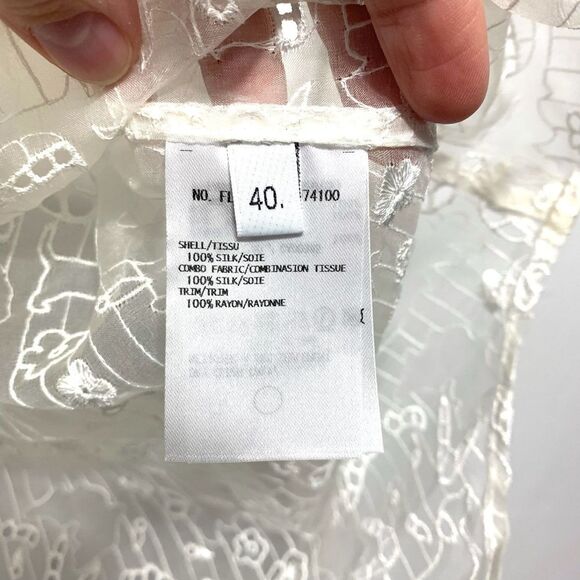 NO. 74100
40.
SHELL/TISSU
100% SILK/SOIE
COMBO FABRIC/COMBINASION TISSUE
100% SILK/SOIE
TRIM/TRIM
100% RAYON/RAYONNE